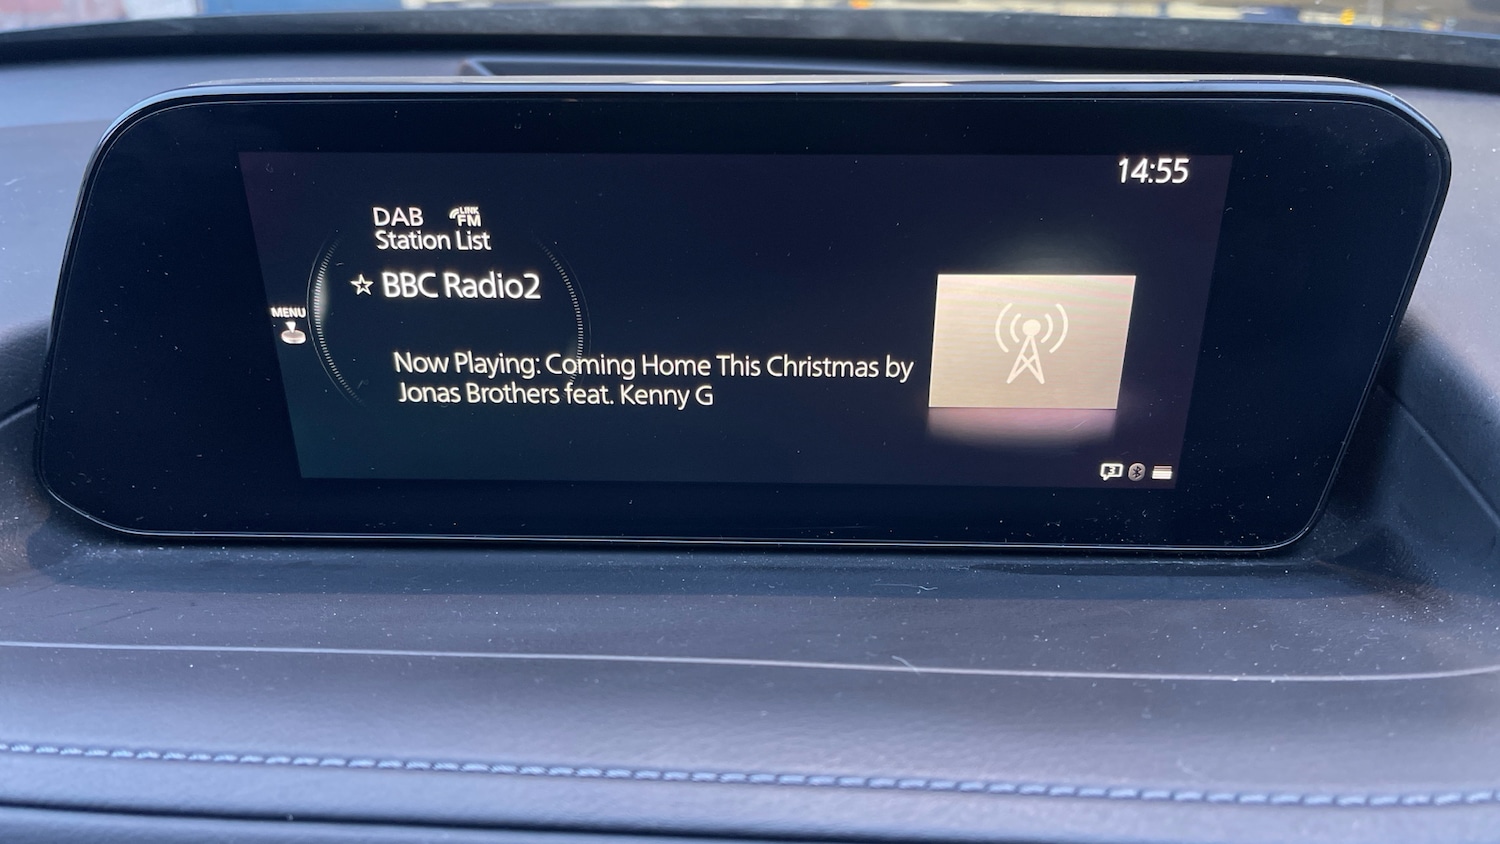 14:55
DAB LINK FM
Station List
☆ BBC Radio2
MENU
Now Playing: Coming Home This Christmas by
Jonas Brothers feat. Kenny G
3